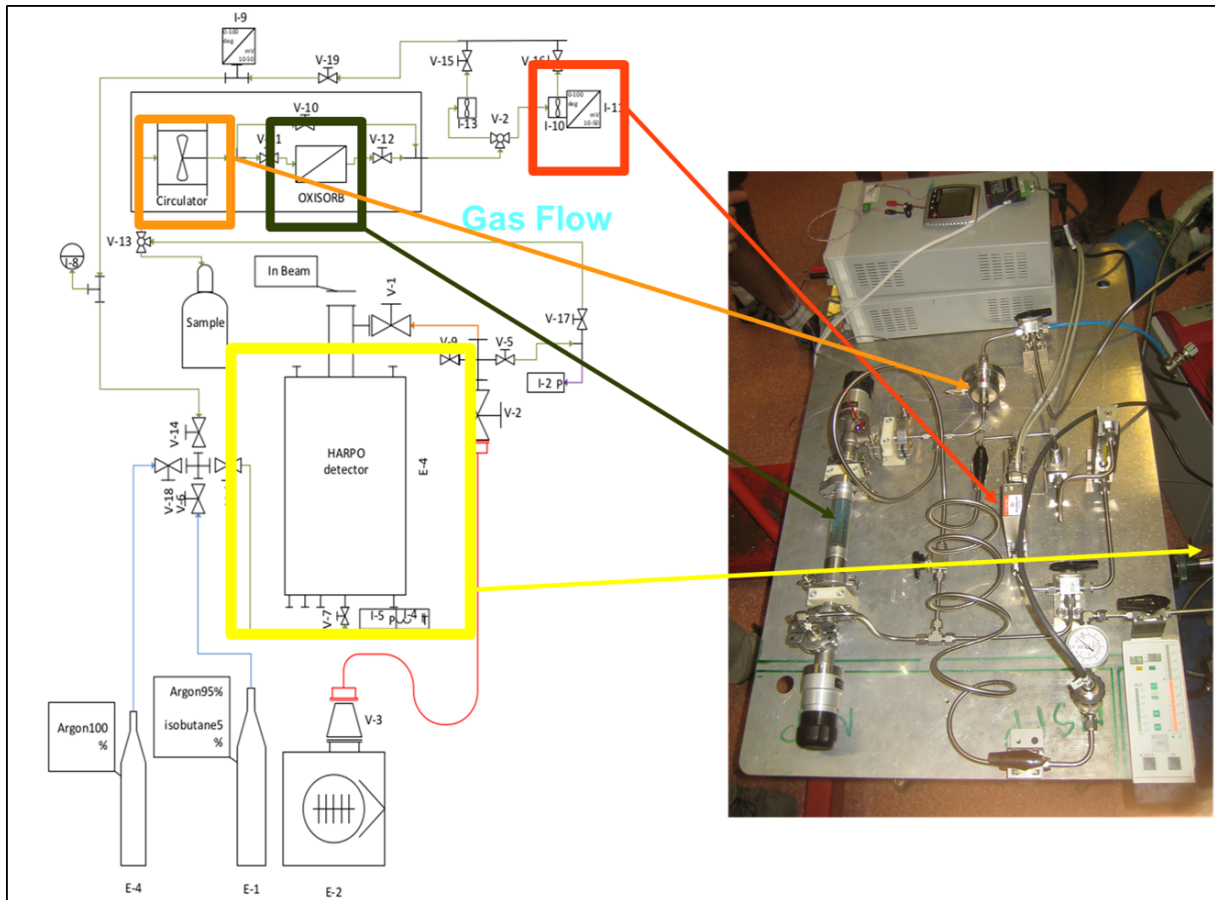 I-9
0-100
deg
mV
10-50
V-19
V-15
V-16
0-100
deg
mV
10-50
I-11
I-13
V-2
I-10
V-10
V-11
V-12
Circulator
OXISORB
Gas Flow
V-13
I-8
In Beam
V-1
Sample
V-17
V-9
V-5
I-2 P
V-2
V-14
HARPO
detector
E-4
V-18
V-6
V-7
I-5
P
I-4
T
Argon100
%
Argon95%
isobutane5
%
V-3
E-4
E-1
E-2